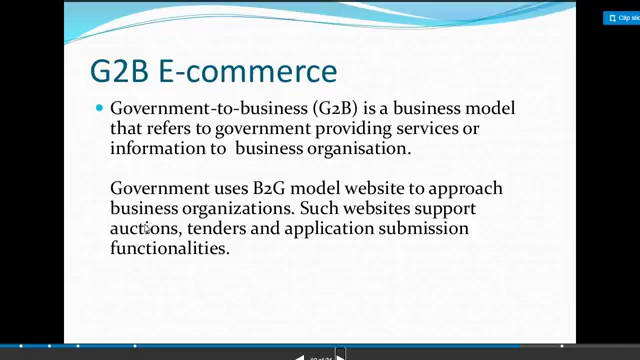 Clip slid
G2B E-commerce
• Government-to-business (G2B) is a business model
that refers to government providing services or
information to business organisation.
Government uses B2G model website to approach
business organizations. Such websites support
auctions, tenders and application submission
functionalities.